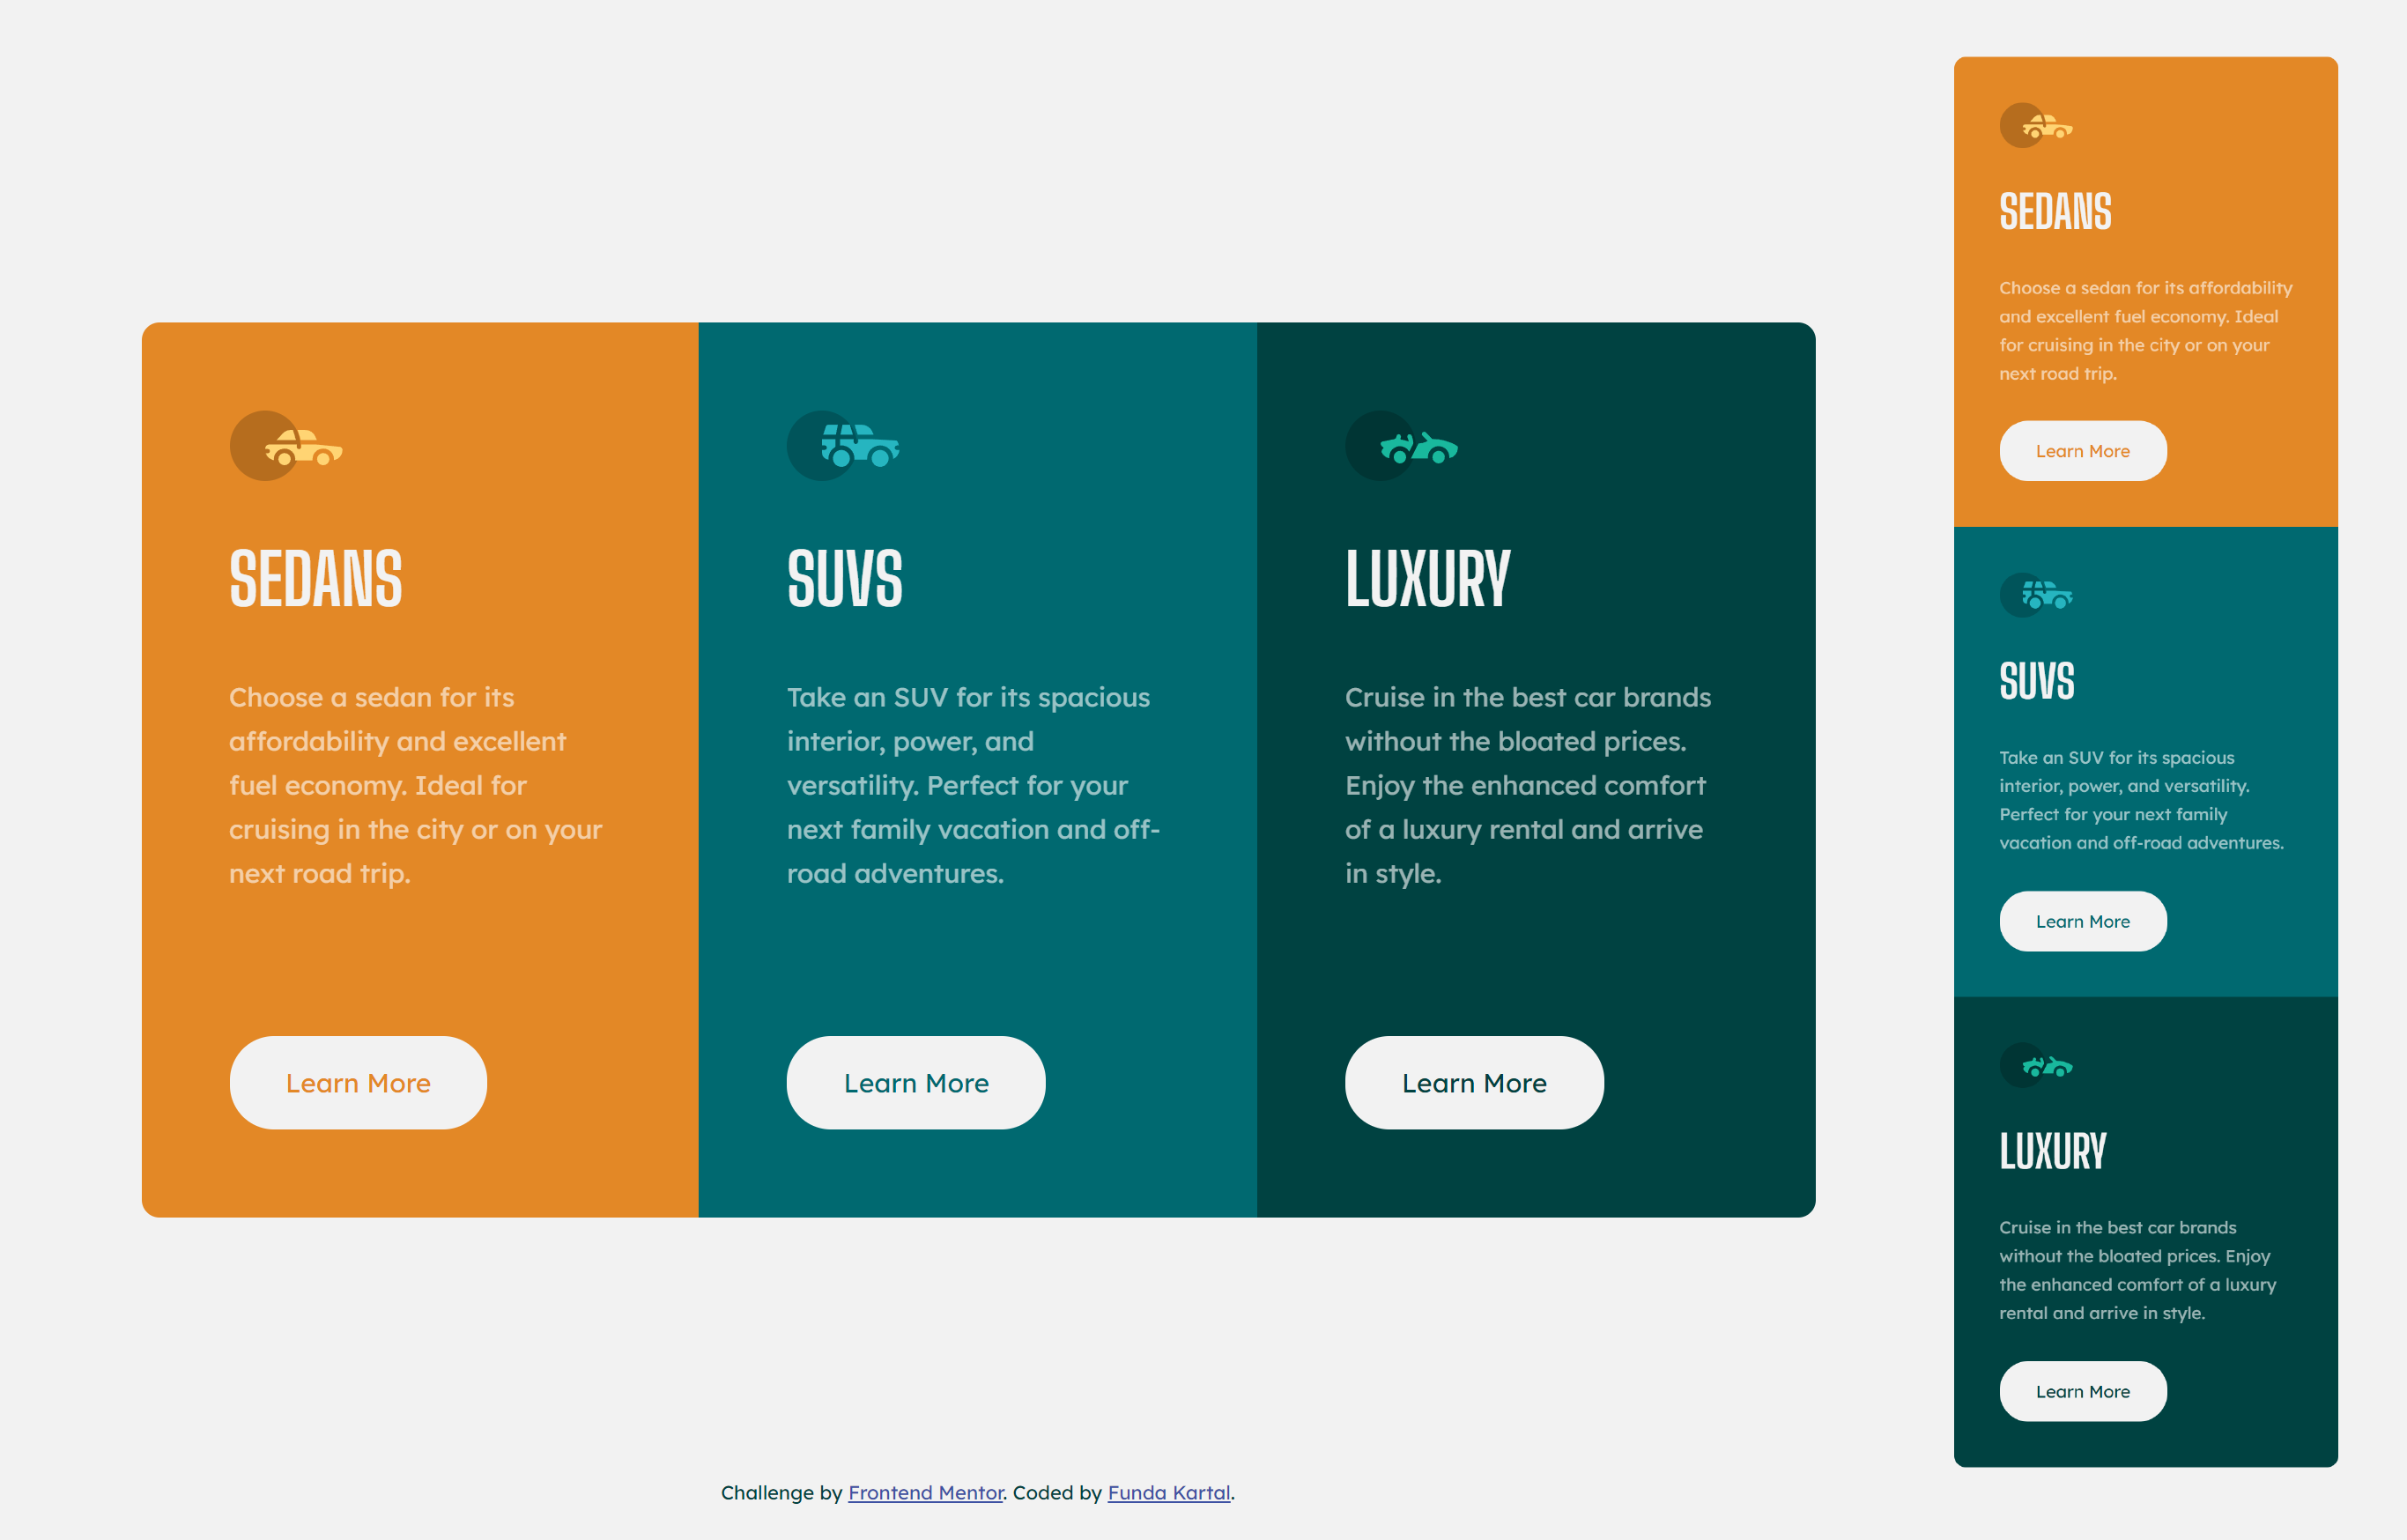 SEDANS
Choose a sedan for its
affordability and excellent
fuel economy. Ideal for
cruising in the city or on your
next road trip.
Learn More
SUVS
Take an SUV for its spacious
interior, power, and
versatility. Perfect for your
next family vacation and off-
road adventures.
Learn More
LUXURY
Cruise in the best car brands
without the bloated prices.
Enjoy the enhanced comfort
of a luxury rental and arrive
in style.
Learn More
Challenge by Frontend Mentor. Coded by Funda Kartal.
SEDANS
Choose a sedan for its affordability
and excellent fuel economy. Ideal
for cruising in the city or on your
next road trip.
Learn More
SUVS
Take an SUV for its spacious
interior, power, and versatility.
Perfect for your next family
vacation and off-road adventures.
Learn More
LUXURY
Cruise in the best car brands
without the bloated prices. Enjoy
the enhanced comfort of a luxury
rental and arrive in style.
Learn More